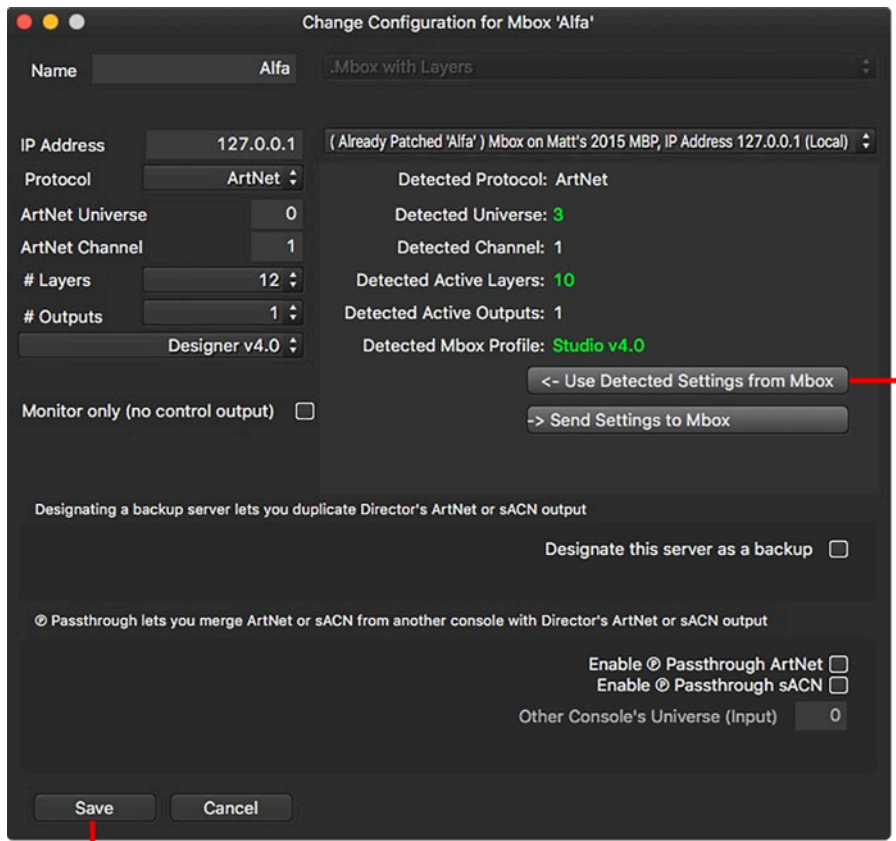 Change Configuration for Mbox 'Alfa'
Name Alfa .Mbox with Layers
IP Address 127.0.0.1 ( Already Patched 'Alfa' ) Mbox on Matt's 2015 MBP, IP Address 127.0.0.1 (Local)
Protocol ArtNet Detected Protocol: ArtNet
ArtNet Universe 0 Detected Universe: 3
ArtNet Channel 1 Detected Channel: 1
# Layers 12 Detected Active Layers: 10
# Outputs 1 Detected Active Outputs: 1
Designer v4.0 Detected Mbox Profile: Studio v4.0
<- Use Detected Settings from Mbox
Monitor only (no control output) -> Send Settings to Mbox
Designating a backup server lets you duplicate Director's ArtNet or sACN output
Designate this server as a backup
℗ Passthrough lets you merge ArtNet or sACN from another console with Director's ArtNet or sACN output
Enable ℗ Passthrough ArtNet
Enable ℗ Passthrough sACN
Other Console's Universe (Input) 0
Save Cancel